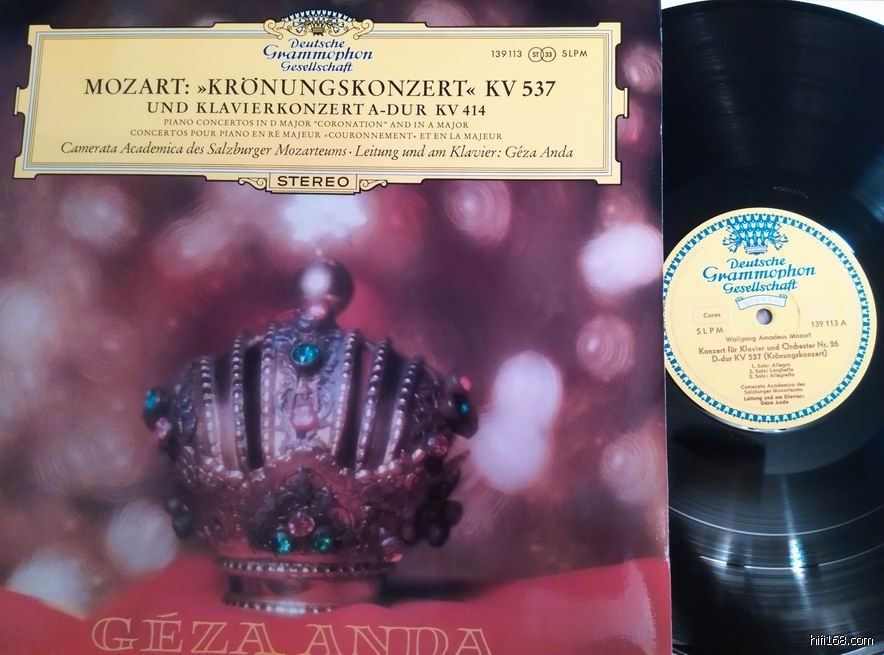 Deutsche
Grammophon
Gesellschaft
139113 ST 33 SLPM
MOZART: »KRÖNUNGSKONZERT« KV 537
UND KLAVIERKONZERT A-DUR KV 414
PIANO CONCERTOS IN D MAJOR "CORONATION" AND IN A MAJOR
CONCERTOS POUR PIANO EN RÉ MAJEUR «COURONNEMENT» ET EN LA MAJEUR
Camerata Academica des Salzburger Mozarteums · Leitung und am Klavier: Géza Anda
STEREO
GÉZA ANDA
Deutsche
Grammophon
Gesellschaft
STEREO
Cores
SLPM
139 113 A
Wolfgang Amadeus Mozart
Konzert für Klavier und Orchester Nr. 26
D-dur KV 537 (Krönungskonzert)
1. Satz: Allegro
2. Satz: Larghetto
3. Satz: Allegretto
Camerata Academica des
Salzburger Mozarteums
Leitung und am Klavier:
Géza Anda
hifi168.com